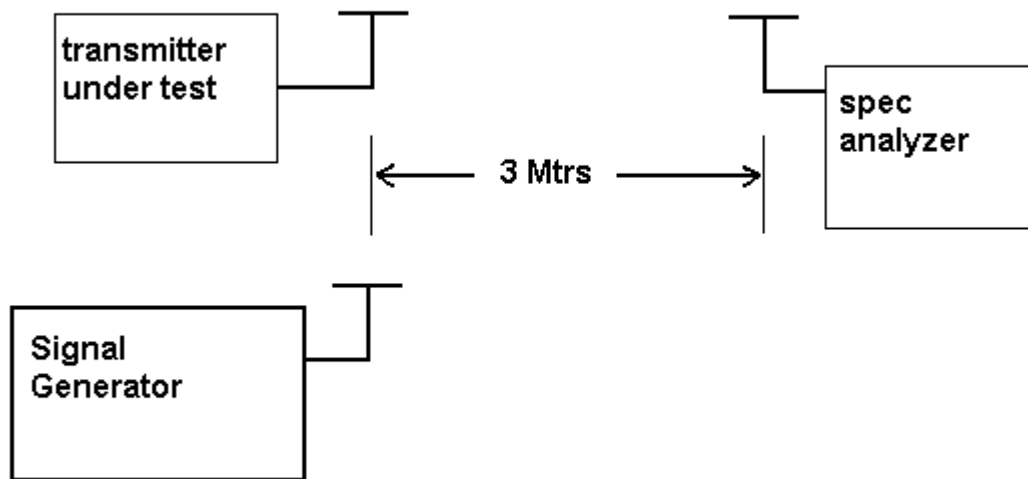 transmitter
under test
spec
analyzer
3 Mtrs
Signal
Generator